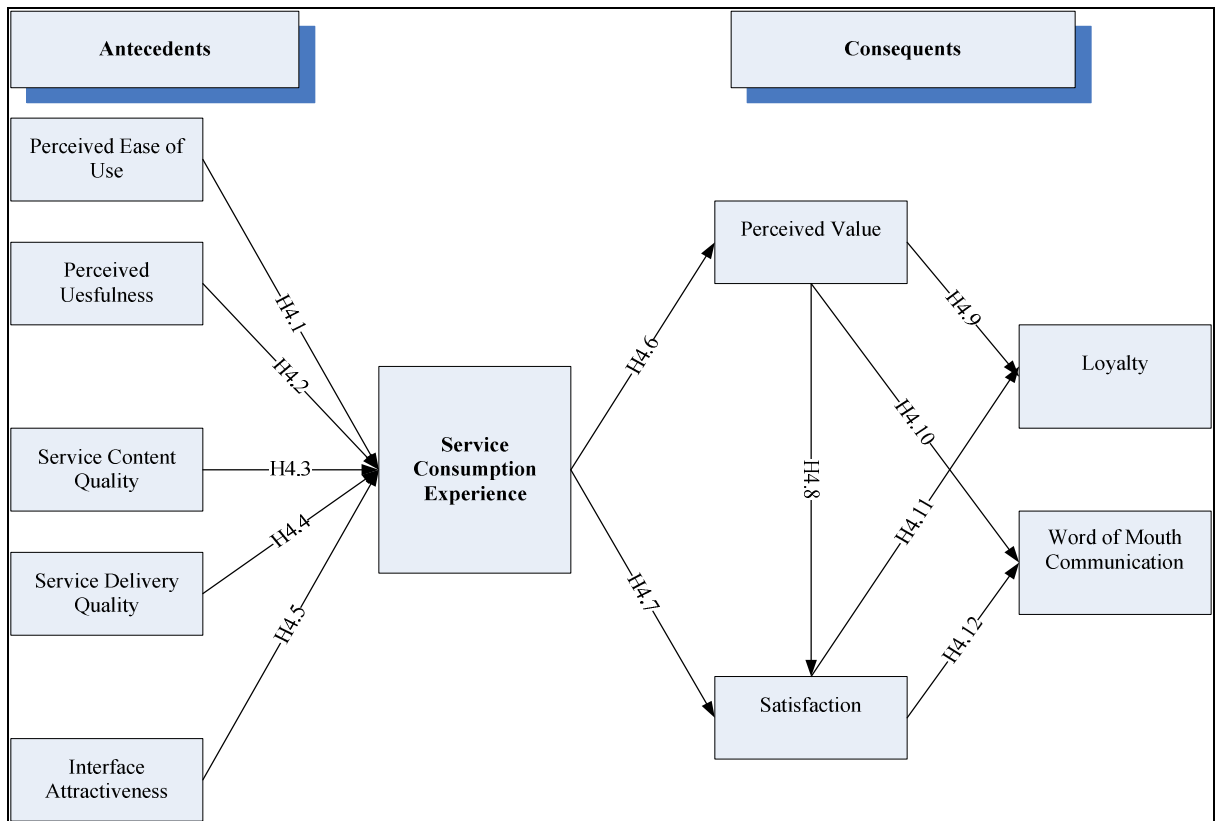 Antecedents
Consequents
Perceived Ease of
Use
Perceived
Uesfulness
Service Content
Quality
Service Delivery
Quality
Interface
Attractiveness
H4.1
H4.2
H4.3
H4.4
H4.5
Service
Consumption
Experience
H4.6
H4.7
Perceived Value
H4.8
Satisfaction
H4.9
H4.10
H4.11
H4.12
Loyalty
Word of Mouth
Communication